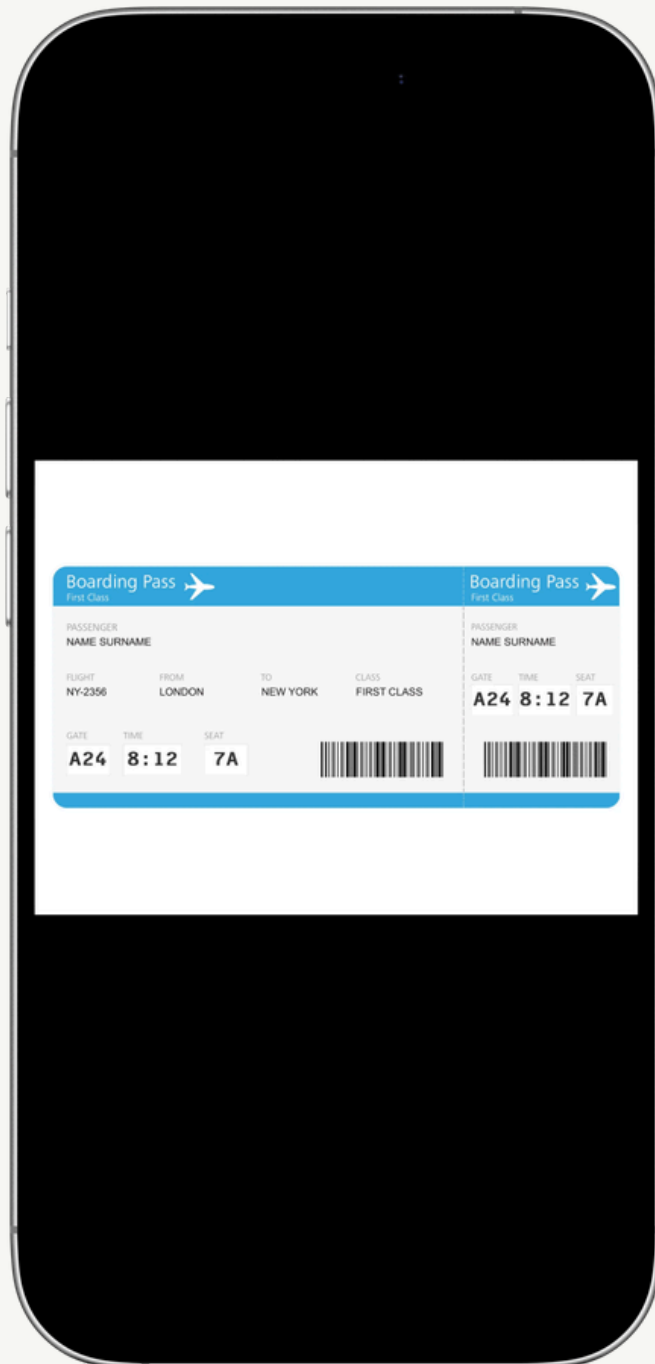 Boarding Pass
First Class
PASSENGER
NAME SURNAME
FLIGHT FROM TO CLASS
NY-2356 LONDON NEW YORK FIRST CLASS
GATE TIME SEAT
A24 8:12 7A
Boarding Pass
First Class
PASSENGER
NAME SURNAME
GATE TIME SEAT
A24 8:12 7A